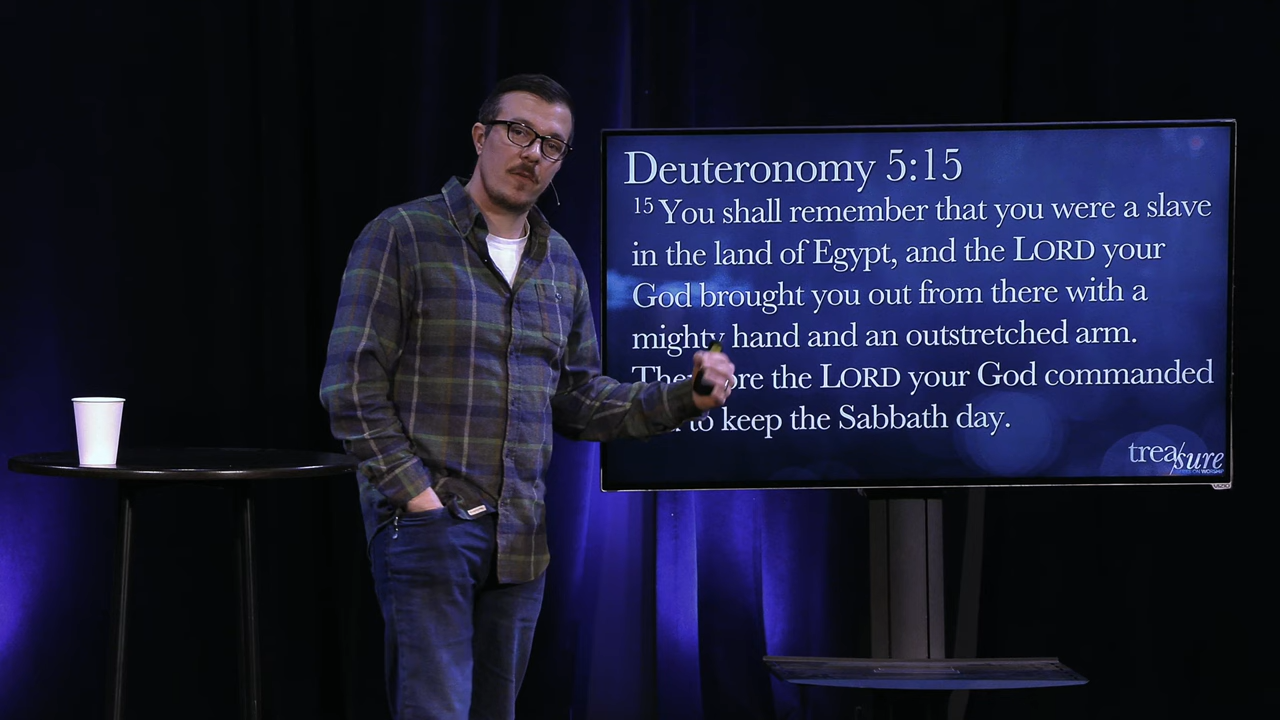 Deuteronomy 5:15
15 You shall remember that you were a slave
in the land of Egypt, and the LORD your
God brought you out from there with a
mighty hand and an outstretched arm.
the LORD your God commanded
to keep the Sabbath day.
treasure
VIZIO